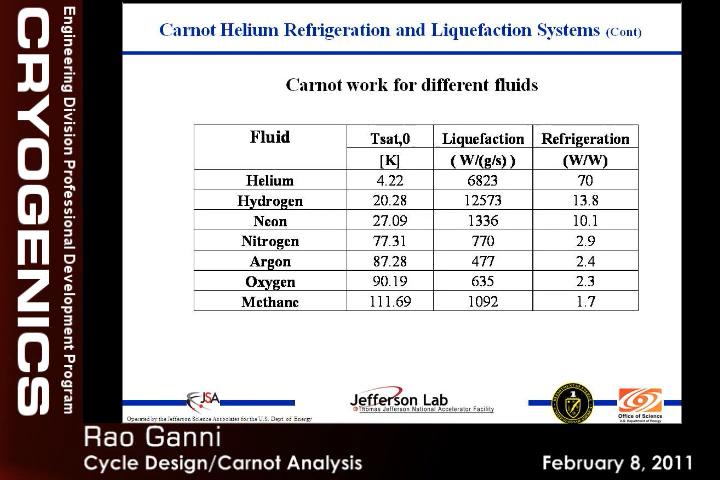 CRYOGENICS
Engineering Division Professional Development Program
Carnot Helium Refrigeration and Liquefaction Systems (Cont)
Carnot work for different fluids
Fluid Tsat,0 Liquefaction Refrigeration
[K] ( W/(g/s) ) (W/W)
Helium 4.22 6823 70
Hydrogen 20.28 12573 13.8
Neon 27.09 1336 10.1
Nitrogen 77.31 770 2.9
Argon 87.28 477 2.4
Oxygen 90.19 635 2.3
Methane 111.69 1092 1.7
JSA
Jefferson Lab
Thomas Jefferson National Accelerator Facility
Office of Science
U.S. Department of Energy
Operated by the Jefferson Science Associates for the U.S. Dept. of Energy
Rao Ganni
Cycle Design/Carnot Analysis
February 8, 2011